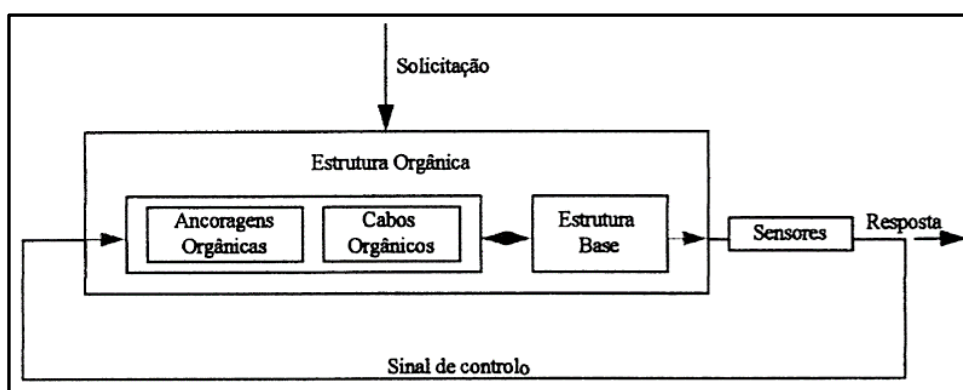 Solicitação
Estrutura Orgânica
Ancoragens
Orgânicas
Cabos
Orgânicos
Estrutura
Base
Sensores
Resposta
Sinal de controlo